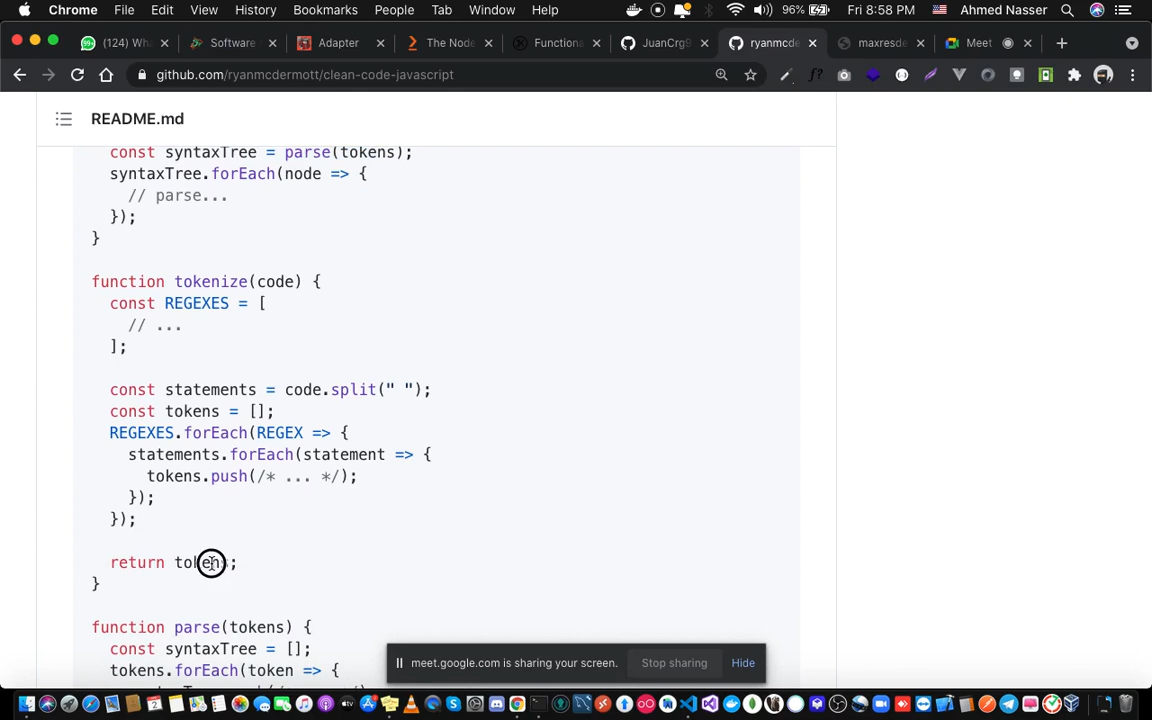 Chrome File Edit View History Bookmarks People Tab Window Help 96% Fri 8:58 PM Ahmed Nasser
(124) Wha Software Adapter The Node Functiona JuanCrg9 ryanmcde maxresde Meet
github.com/ryanmcdermott/clean-code-javascript
README.md
const syntaxTree = parse(tokens);
syntaxTree.forEach(node => {
// parse...
});
}
function tokenize(code) {
const REGEXES = [
// ...
];
const statements = code.split(" ");
const tokens = [];
REGEXES.forEach(REGEX => {
statements.forEach(statement => {
tokens.push(/* ... */);
});
});
return tokens;
}
function parse(tokens) {
const syntaxTree = [];
tokens.forEach(token => {
meet.google.com is sharing your screen. Stop sharing Hide